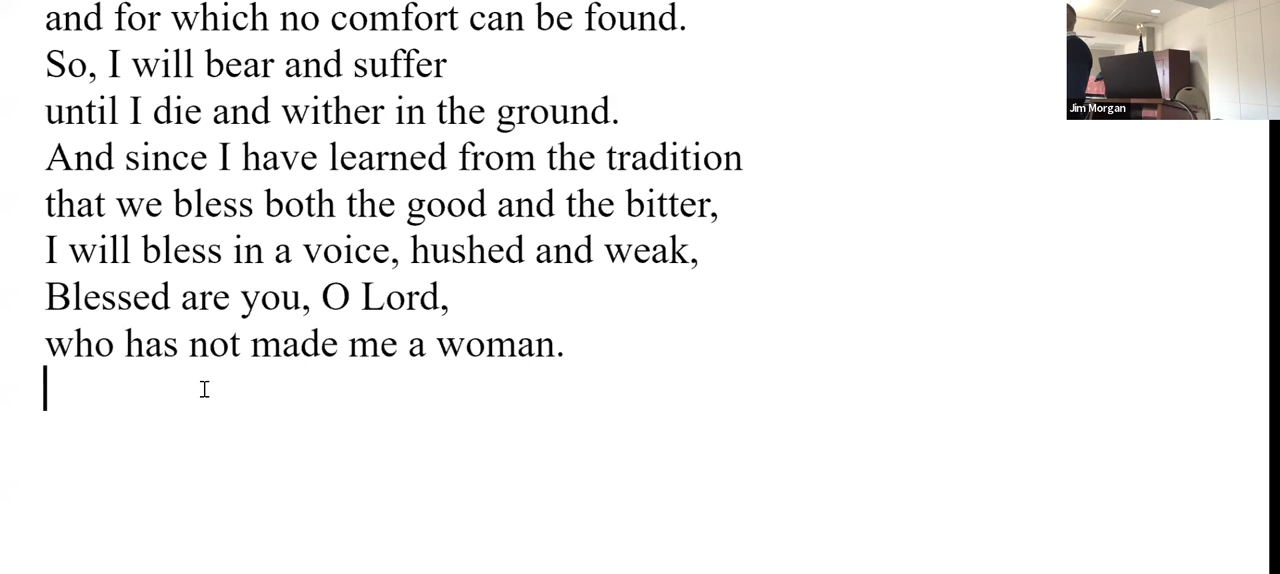 and for which no comfort can be found.
So, I will bear and suffer
until I die and wither in the ground.
And since I have learned from the tradition
that we bless both the good and the bitter,
I will bless in a voice, hushed and weak,
Blessed are you, O Lord,
who has not made me a woman.
Jim Morgan